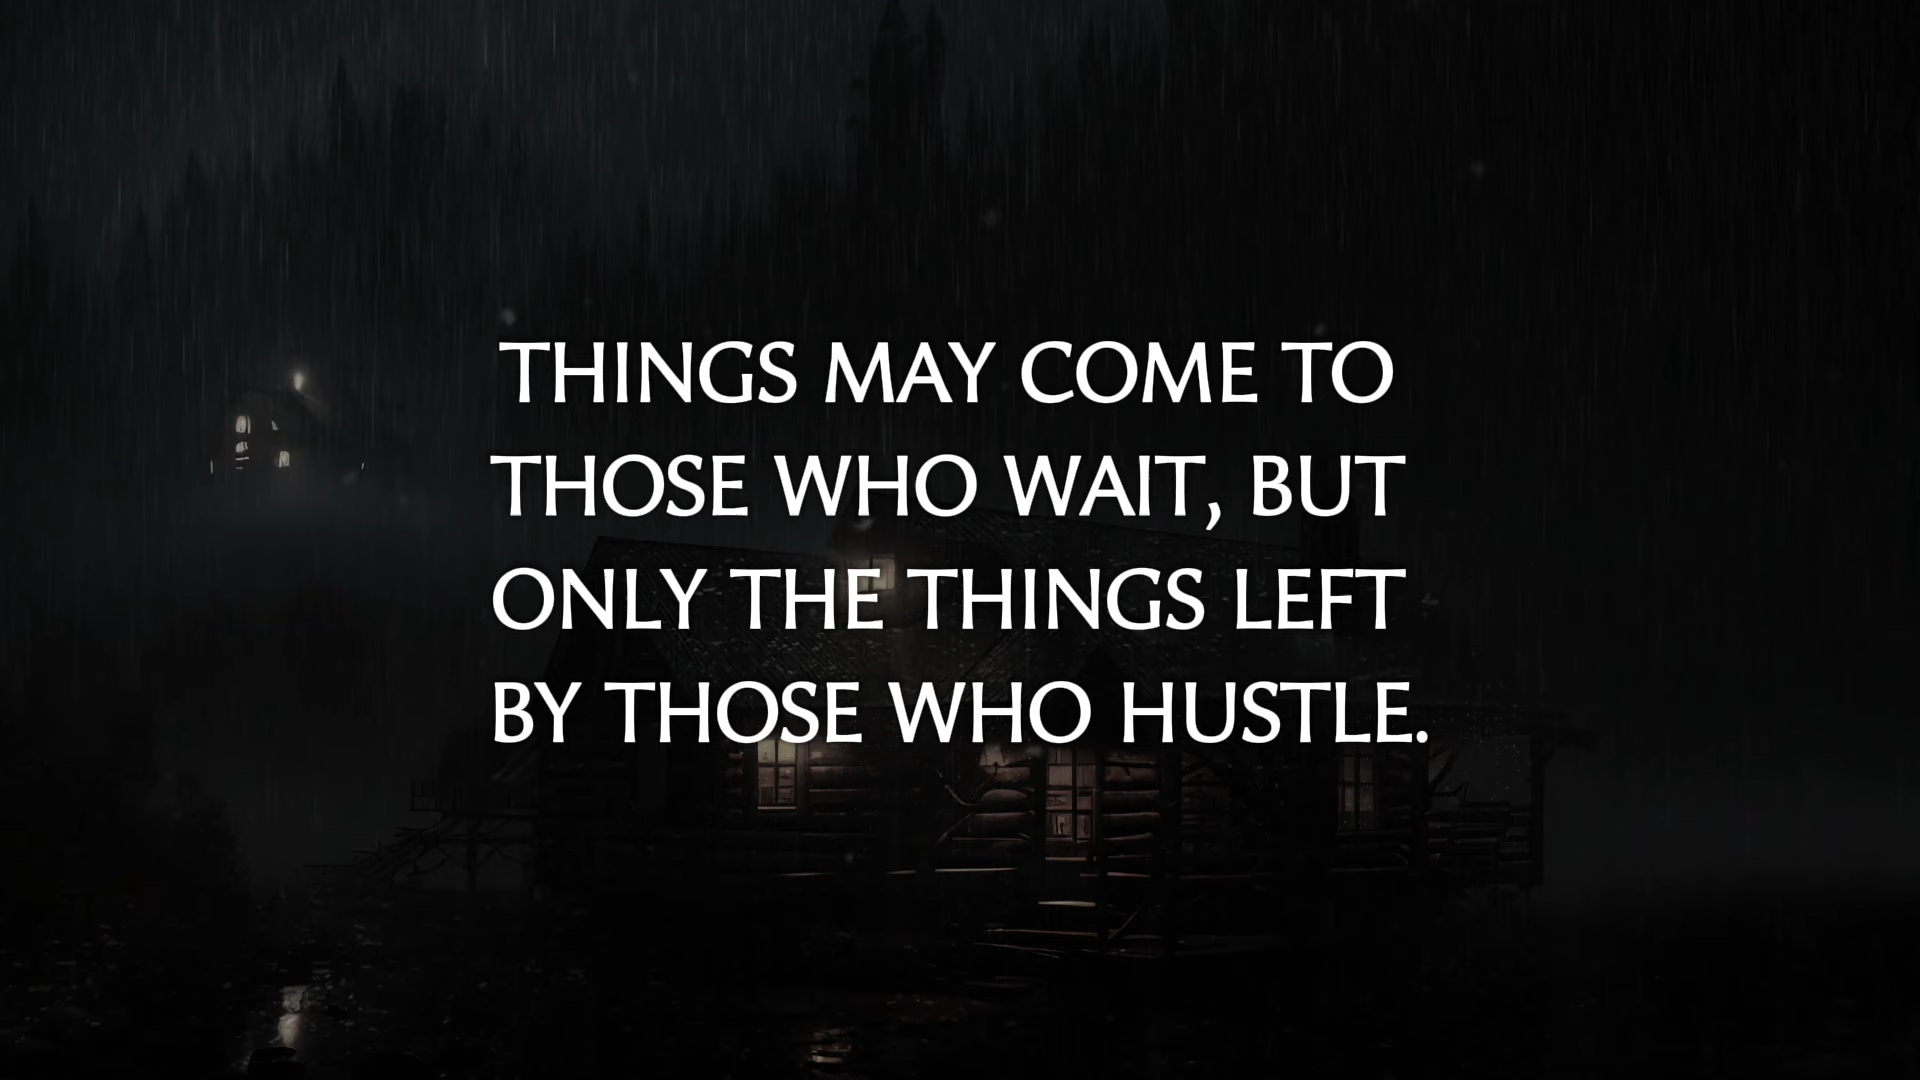 THINGS MAY COME TO
THOSE WHO WAIT, BUT
ONLY THE THINGS LEFT
BY THOSE WHO HUSTLE.